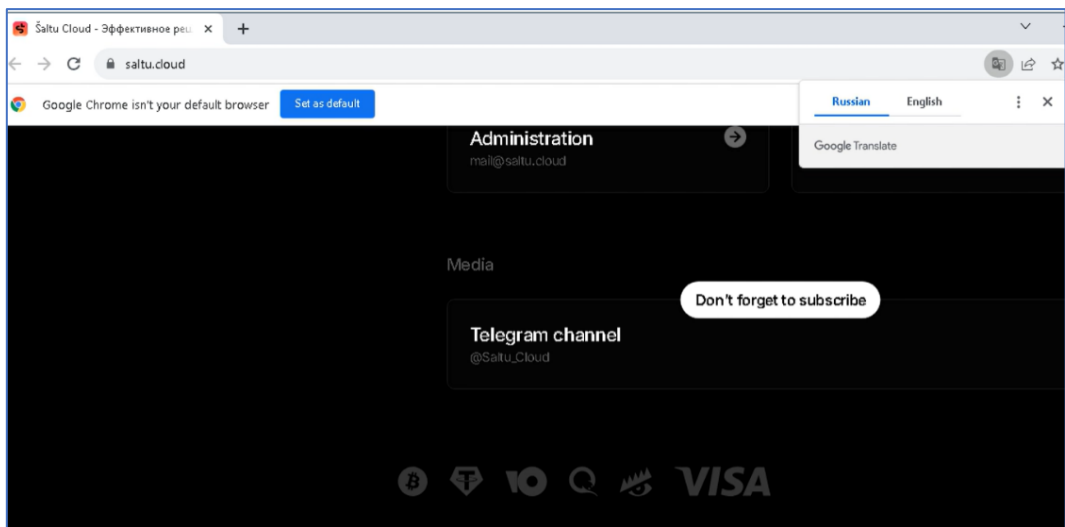 Šaltu Cloud - Эффективное реш
saltu.cloud
Google Chrome isn't your default browser
Set as default
Russian
English
Google Translate
Administration
mail@saltu.cloud
Media
Don't forget to subscribe
Telegram channel
@Saltu_Cloud
VISA